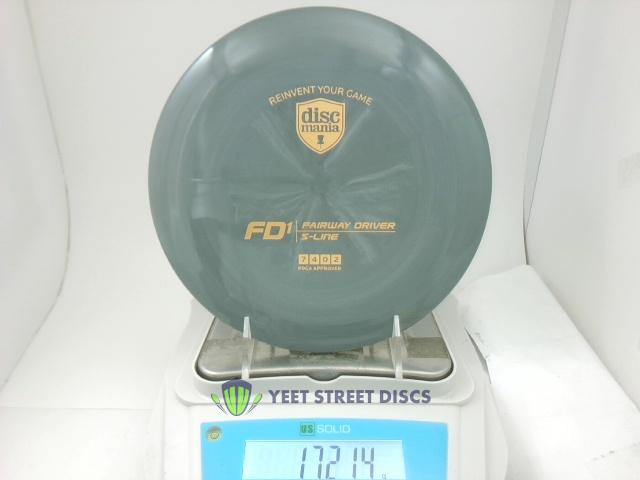 REINVENT YOUR GAME
disc
mania
FD1 FAIRWAY DRIVER
S-LINE
7 4 0 2
PDGA APPROVED
YEET STREET DISCS
US SOLID
172.14 g